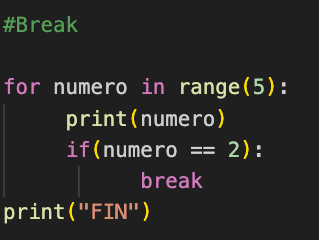 #Break
for numero in range(5):
    print(numero)
    if(numero == 2):
        break
print("FIN")